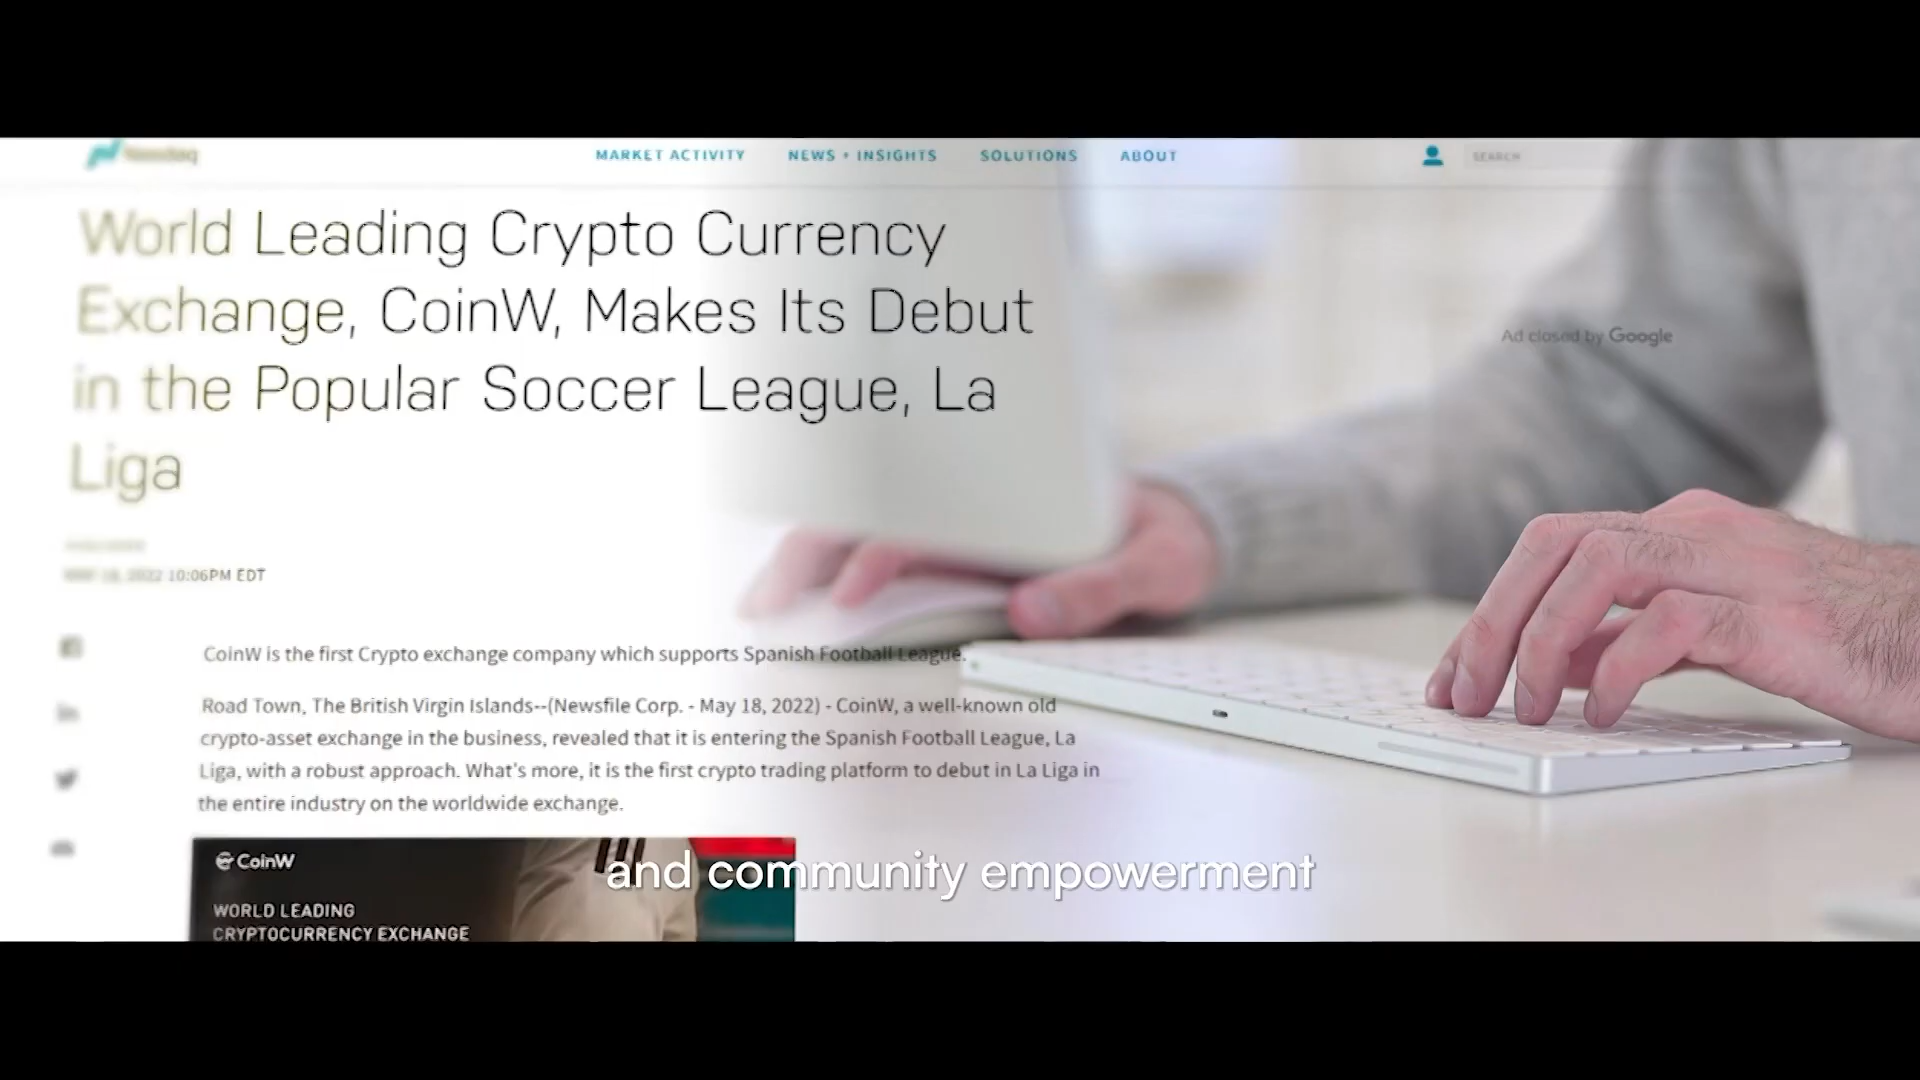 Nasdaq
MARKET ACTIVITY NEWS + INSIGHTS SOLUTIONS ABOUT
SEARCH
World Leading Crypto Currency
Exchange, CoinW, Makes Its Debut
in the Popular Soccer League, La
Liga
Ad closed by Google
MAY 18, 2022 10:06PM EDT
CoinW is the first Crypto exchange company which supports Spanish Football League.
Road Town, The British Virgin Islands--(Newsfile Corp. - May 18, 2022) - CoinW, a well-known old
crypto-asset exchange in the business, revealed that it is entering the Spanish Football League, La
Liga, with a robust approach. What's more, it is the first crypto trading platform to debut in La Liga in
the entire industry on the worldwide exchange.
CoinW
WORLD LEADING
CRYPTOCURRENCY EXCHANGE
and community empowerment